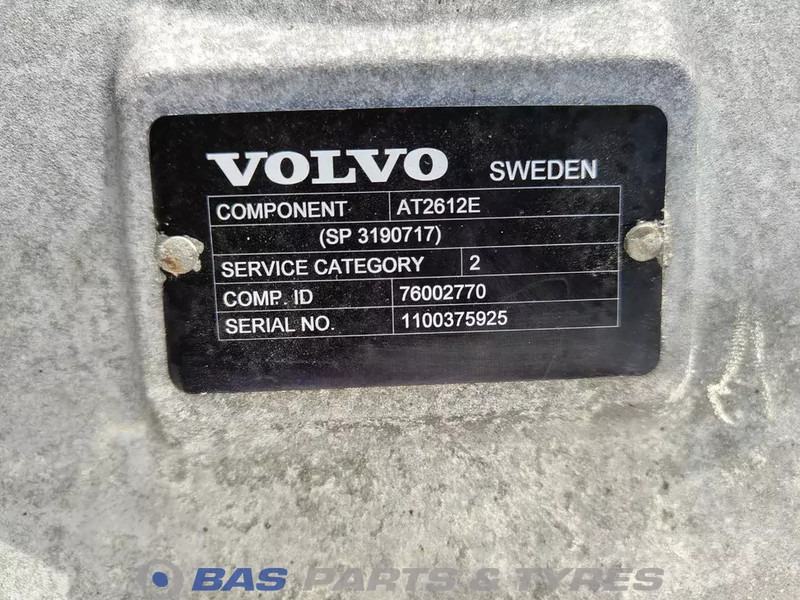 VOLVO SWEDEN
COMPONENT AT2612E
(SP 3190717)
SERVICE CATEGORY 2
COMP. ID 76002770
SERIAL NO. 1100375925
BAS PARTS & TYRES